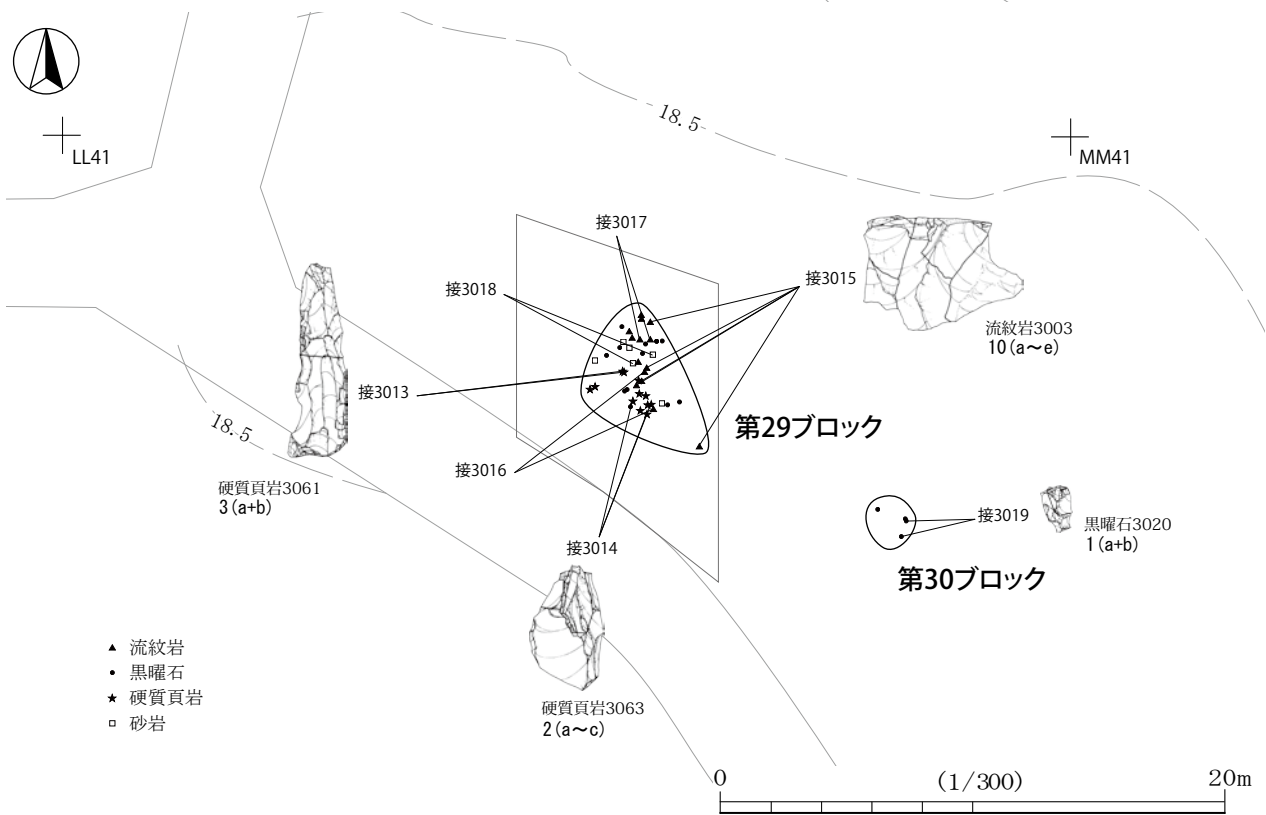 18.5
LL41
MM41
接3017
接3018
接3015
流紋岩3003
10(a～e)
接3013
第29ブロック
18.5
接3016
硬質頁岩3061
3(a+b)
接3019
黒曜石3020
1(a+b)
接3014
第30ブロック
流紋岩
黒曜石
硬質頁岩
砂岩
硬質頁岩3063
2(a～c)
0
(1/300)
20m